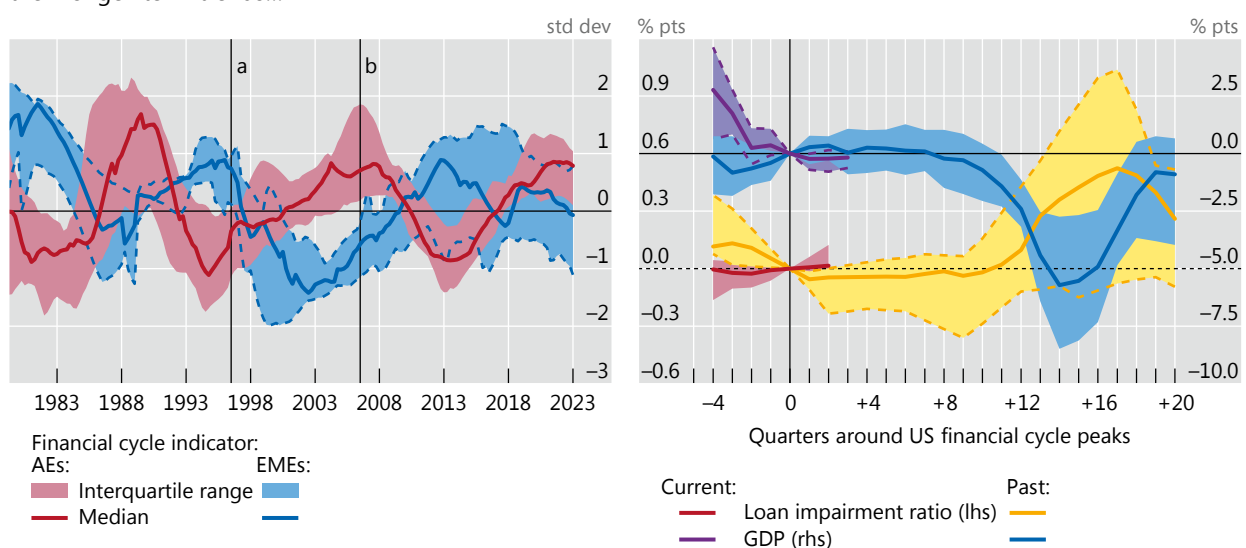 std dev
a
b
2
1
0
–1
–2
–3
1983 1988 1993 1998 2003 2008 2013 2018 2023
Financial cycle indicator:
AEs: EMEs:
Interquartile range
Median
% pts % pts
0.9 2.5
0.6 0.0
0.3 –2.5
0.0 –5.0
–0.3 –7.5
–0.6 –10.0
–4 0 +4 +8 +12 +16 +20
Quarters around US financial cycle peaks
Current: Past:
Loan impairment ratio (lhs)
GDP (rhs)